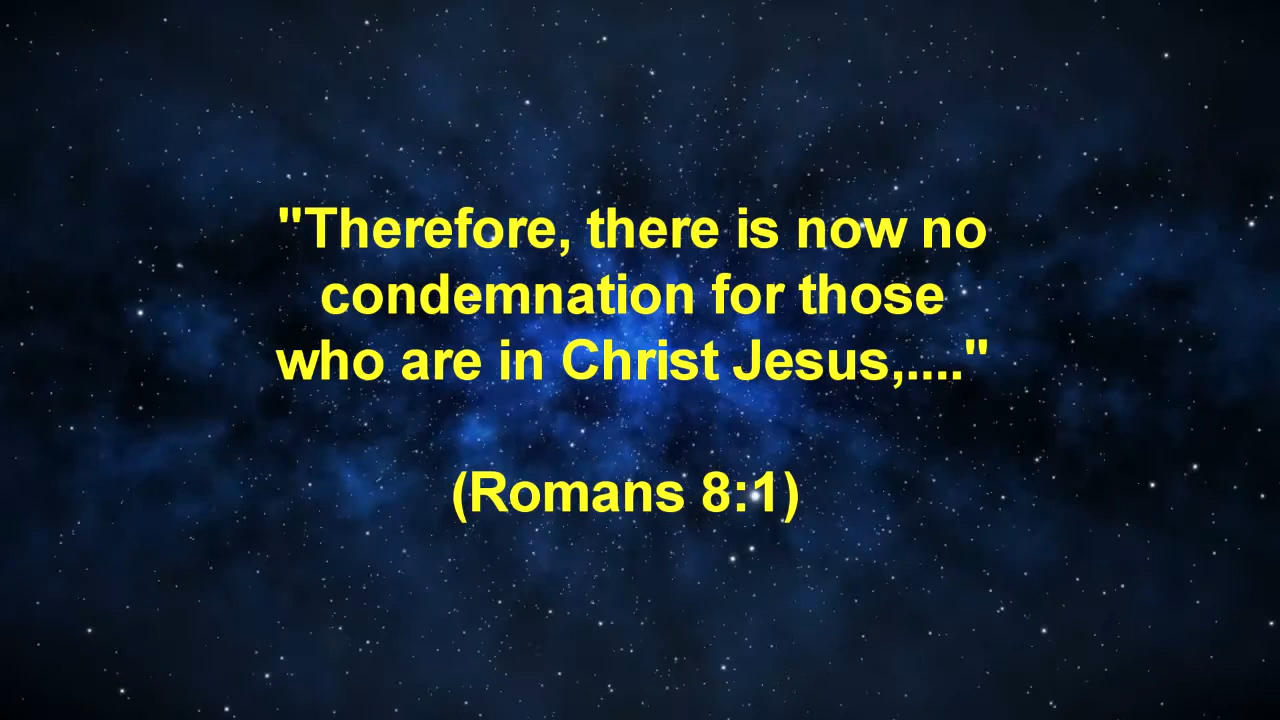 "Therefore, there is now no
condemnation for those
who are in Christ Jesus,...."
(Romans 8:1)